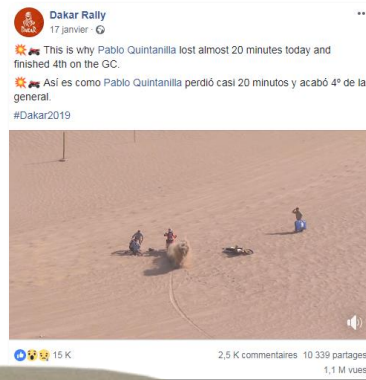 Dakar Rally
17 janvier ·
This is why Pablo Quintanilla lost almost 20 minutes today and
finished 4th on the GC.
Así es como Pablo Quintanilla perdió casi 20 minutos y acabó 4º de la
general.
#Dakar2019
15 K 2,5 K commentaires 10 339 partages
1,1 M vues